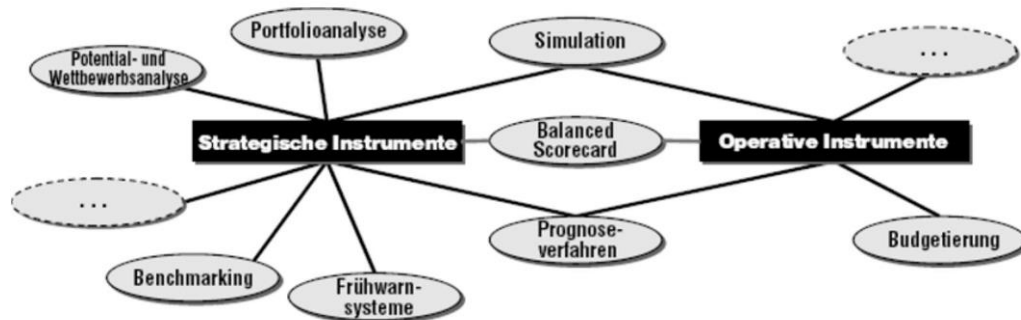 Portfolioanalyse
Simulation
...
Potential- und
Wettbewerbsanalyse
Strategische Instrumente
Balanced
Scorecard
Operative Instrumente
...
Prognose-
verfahren
Budgetierung
Benchmarking
Frühwarn-
systeme